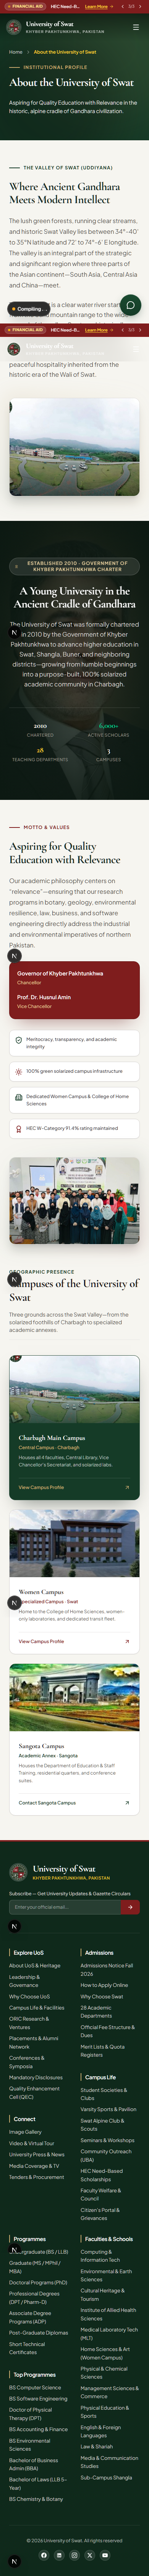 FINANCIAL AID
HEC Need-B...
Learn More
University of Swat
KHYBER PAKHTUNKHWA, PAKISTAN
Home
About the University of Swat
INSTITUTIONAL PROFILE
About the University of Swat
Aspiring for Quality Education with Relevance in the
historic, alpine cradle of Gandhara civilization.
THE VALLEY OF SWAT (UDDIYANA)
Where Ancient Gandhara
Meets Modern Intellect
The lush green forests, running clear streams, and
historic Swat Valley lies between 34°-40′ to
35°N latitude and 72′ to 74°-6′ E longitude. The
valley is an integral part of the strategic
significant region where three parts of the Asian
continent—South Asia, Central Asia and
China—meet.
Compiling
is a clear water river
FINANCIAL AID
HEC Need-B...
Learn More
University of Swat
peaceful hospitality inherited from the
historic era of the Wali of Swat.
ESTABLISHED 2010 · GOVERNMENT OF
KHYBER PAKHTUNKHWA CHARTER
A Young University in the
Ancient Cradle of Gandhara
The University of Swat was formally chartered
in 2010 by the Government of Khyber
Pakhtunkhwa to advance higher education in
Swat, Shangla, Buner, and neighboring
districts—growing from humble beginnings
into a purpose-built, 100% solarized
academic community in Charbagh.
2010
CHARTERED
6,000+
ACTIVE SCHOLARS
28
TEACHING DEPARTMENTS
3
CAMPUSES
MOTTO & VALUES
Aspiring for Quality
Education with Relevance
Our academic philosophy centers on
“relevance”—ensuring that our research
programs in botany, geology, environmental
resilience, law, business, and software
engineering directly address the industrial
and environmental imperatives of northern
Pakistan.
Governor of Khyber Pakhtunkhwa
Chancellor
Prof. Dr. Husnul Amin
Vice Chancellor
Meritocracy, transparency, and academic
integrity
100% green solarized campus infrastructure
Dedicated Women Campus & College of Home
Sciences
HEC W-Category 91.4% rating maintained
GEOGRAPHIC PRESENCE
Campuses of the University of
Swat
Three grounds across the Swat Valley—from the
solarized foothills of Charbagh to specialized
academic annexes.
Charbagh Main Campus
Central Campus · Charbagh
Houses all 4 faculties, Central Library, Vice
Chancellor's Secretariat, and solarized labs.
View Campus Profile
Women Campus
Specialized Campus · Swat
Home to the College of Home Sciences, women-
only laboratories, and dedicated transit fleet.
View Campus Profile
Sangota Campus
Academic Annex · Sangota
Houses the Department of Education & Staff
Training, residential quarters, and conference
suites.
Contact Sangota Campus
University of Swat
KHYBER PAKHTUNKHWA, PAKISTAN
Subscribe — Get University Updates & Gazette Circulars
Enter your official email...
Explore UoS
About UoS & Heritage
Leadership &
Governance
Why Choose UoS
Campus Life & Facilities
ORIC Research &
Ventures
Placements & Alumni
Network
Conferences &
Symposia
Mandatory Disclosures
Quality Enhancement
Cell (QEC)
Admissions
Admissions Notice Fall
2026
How to Apply Online
Why Choose Swat
28 Academic
Departments
Official Fee Structure &
Dues
Merit Lists & Quota
Registers
Connect
Image Gallery
Video & Virtual Tour
University Press & News
Media Coverage & TV
Tenders & Procurement
Campus Life
Student Societies &
Clubs
Varsity Sports & Pavilion
Swat Alpine Club &
Scouts
Seminars & Workshops
Community Outreach
(UBA)
HEC Need-Based
Scholarships
Faculty Welfare &
Council
Citizen's Portal &
Grievances
Programmes
Undergraduate (BS / LLB)
Graduate (MS / MPhil /
MBA)
Doctoral Programs (PhD)
Professional Degrees
(DPT / Pharm-D)
Associate Degree
Programs (ADP)
Post-Graduate Diplomas
Short Technical
Certificates
Faculties & Schools
Computing &
Information Tech
Environmental & Earth
Sciences
Cultural Heritage &
Tourism
Institute of Allied Health
Sciences
Medical Laboratory Tech
(MLT)
Home Sciences & Art
(Women Campus)
Physical & Chemical
Sciences
Management Sciences &
Commerce
Physical Education &
Sports
English & Foreign
Languages
Law & Shariah
Media & Communication
Studies
Sub-Campus Shangla
Top Programmes
BS Computer Science
BS Software Engineering
Doctor of Physical
Therapy (DPT)
BS Accounting & Finance
BS Environmental
Sciences
Bachelor of Business
Admin (BBA)
Bachelor of Laws (LLB 5-
Year)
BS Chemistry & Botany
© 2026 University of Swat. All rights reserved